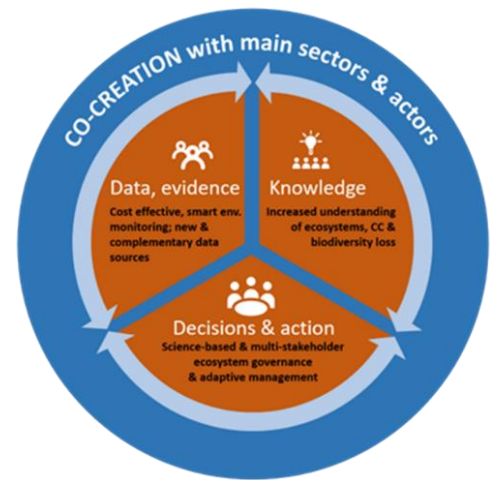 CO-CREATION with main sectors & actors
Data, evidence
Cost effective, smart env.
monitoring; new &
complementary data
sources
Knowledge
Increased understanding
of ecosystems, CC &
biodiversity loss
Decisions & action
Science-based & multi-stakeholder
ecosystem governance
& adaptive management